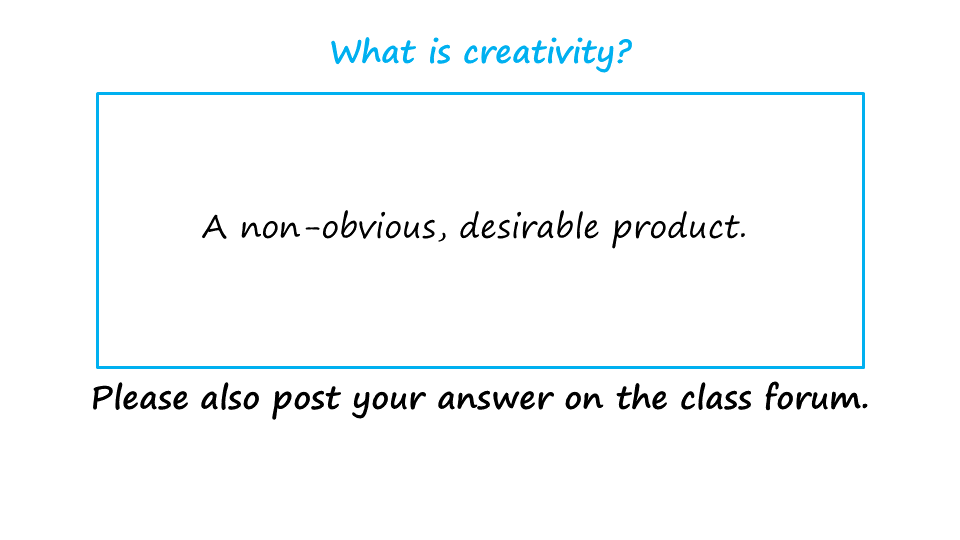 What is creativity?
A non-obvious, desirable product.
Please also post your answer on the class forum.